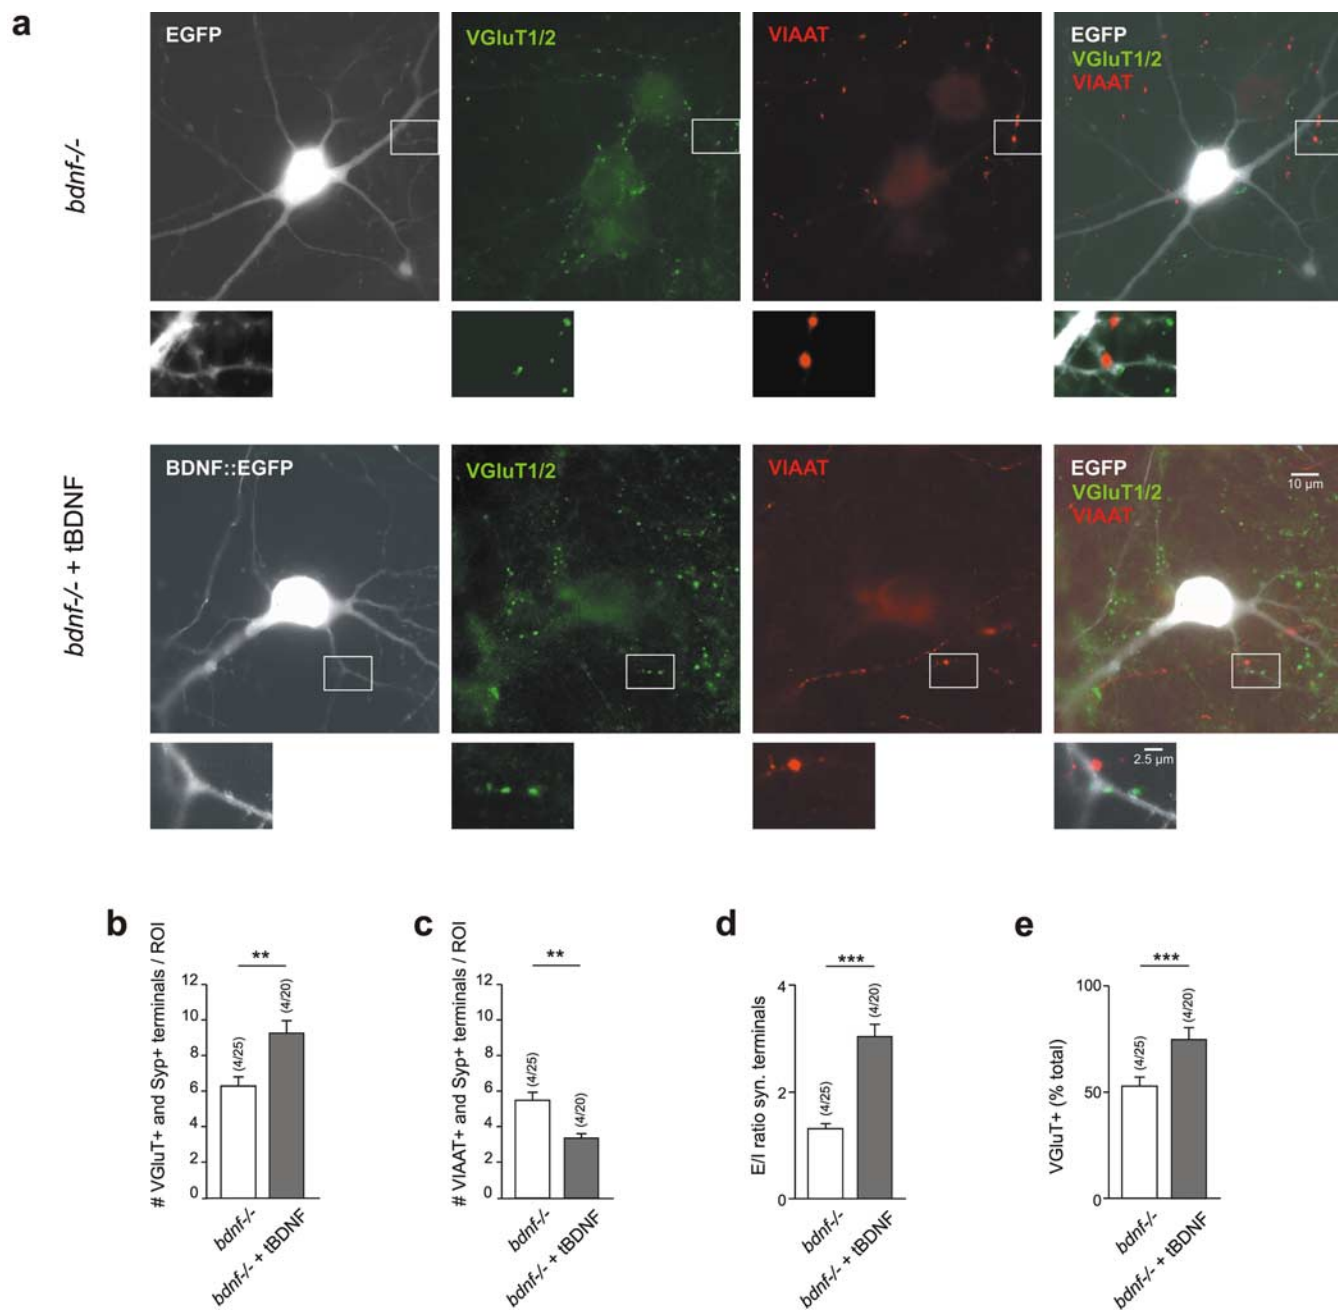 a
bdnf-/-
EGFP
VGluT1/2
VIAAT
EGFP
VGluT1/2
VIAAT
bdnf-/- + tBDNF
BDNF::EGFP
VGluT1/2
VIAAT
EGFP
VGluT1/2
VIAAT
10 µm
2.5 µm
b
# VGluT+ and Syp+ terminals / ROI
12
10
8
6
4
2
0
**
(4/25)
(4/20)
bdnf-/-
bdnf-/- + tBDNF
c
# VIAAT+ and Syp+ terminals / ROI
12
10
8
6
4
2
0
**
(4/25)
(4/20)
bdnf-/-
bdnf-/- + tBDNF
d
E/I ratio syn. terminals
4
2
0
***
(4/25)
(4/20)
bdnf-/-
bdnf-/- + tBDNF
e
VGluT+ (% total)
100
50
0
***
(4/25)
(4/20)
bdnf-/-
bdnf-/- + tBDNF